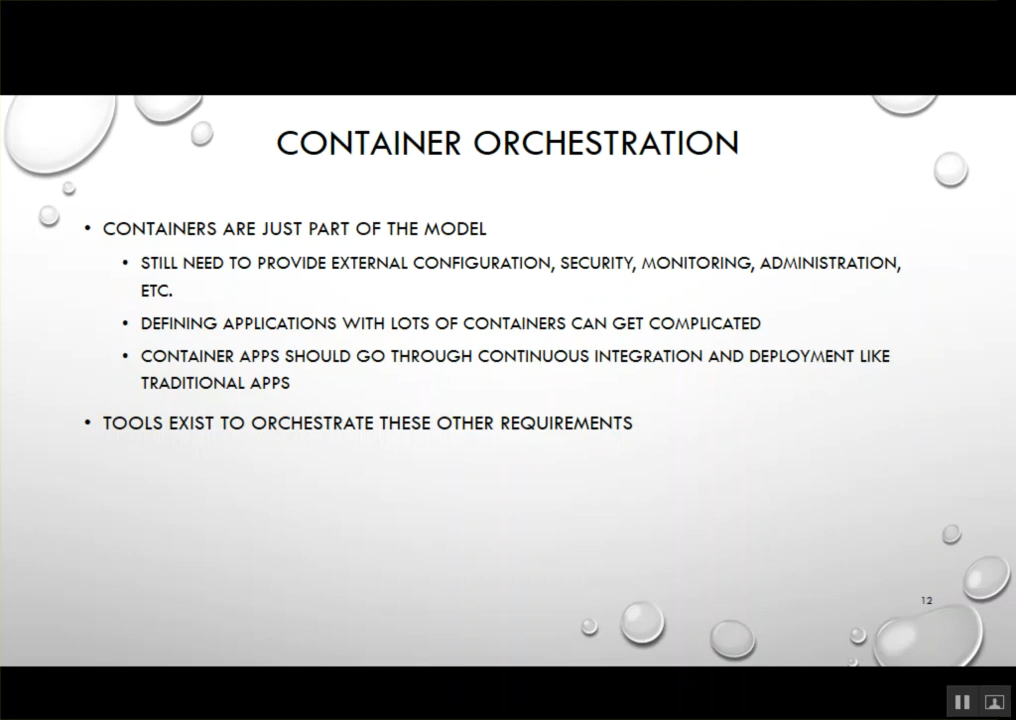 CONTAINER ORCHESTRATION
• CONTAINERS ARE JUST PART OF THE MODEL
• STILL NEED TO PROVIDE EXTERNAL CONFIGURATION, SECURITY, MONITORING, ADMINISTRATION,
ETC.
• DEFINING APPLICATIONS WITH LOTS OF CONTAINERS CAN GET COMPLICATED
• CONTAINER APPS SHOULD GO THROUGH CONTINUOUS INTEGRATION AND DEPLOYMENT LIKE
TRADITIONAL APPS
• TOOLS EXIST TO ORCHESTRATE THESE OTHER REQUIREMENTS
12